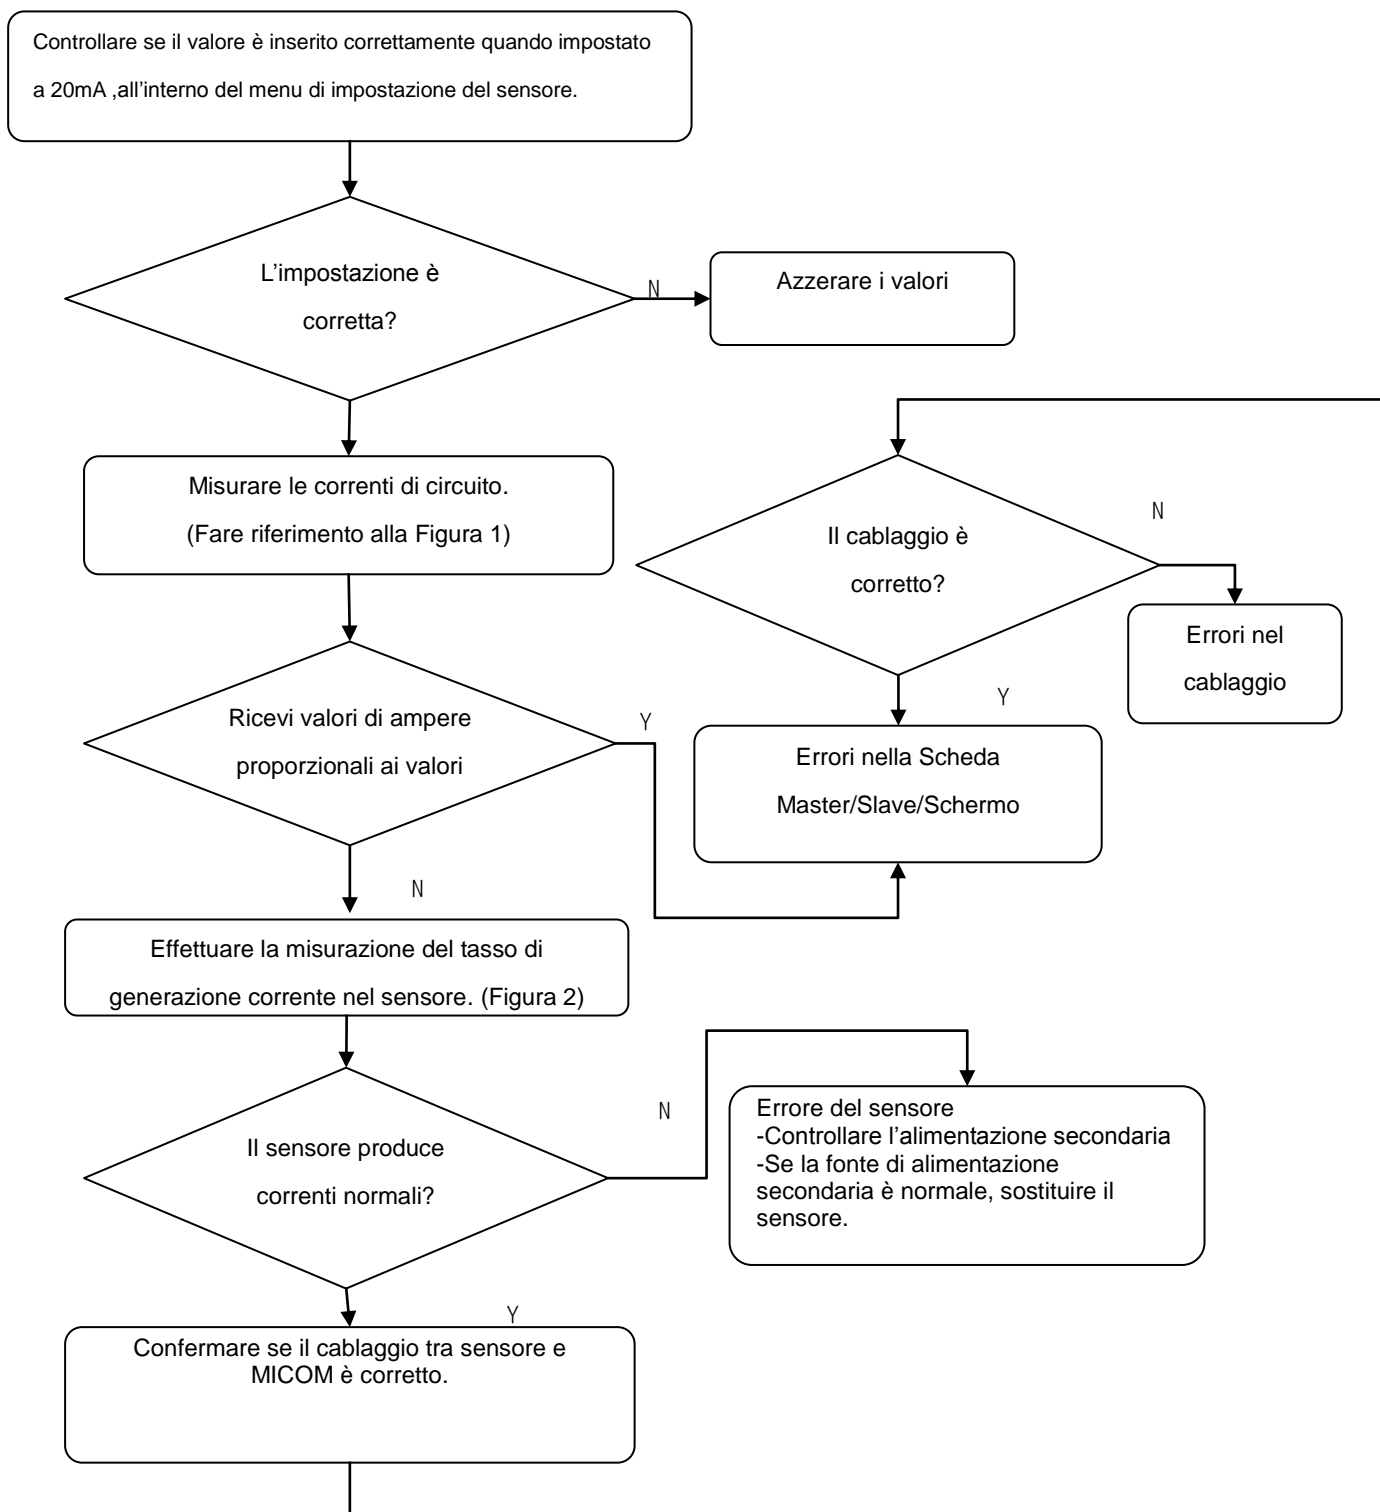 Controllare se il valore è inserito correttamente quando impostato
a 20mA ,all’interno del menu di impostazione del sensore.
L’impostazione è
corretta?
N
Azzerare i valori
Misurare le correnti di circuito.
(Fare riferimento alla Figura 1)
Il cablaggio è
corretto?
N
Errori nel
cablaggio
Y
Ricevi valori di ampere
proporzionali ai valori
Y
Errori nella Scheda
Master/Slave/Schermo
N
Effettuare la misurazione del tasso di
generazione corrente nel sensore. (Figura 2)
Il sensore produce
correnti normali?
N
Errore del sensore
-Controllare l’alimentazione secondaria
-Se la fonte di alimentazione
secondaria è normale, sostituire il
sensore.
Y
Confermare se il cablaggio tra sensore e
MICOM è corretto.